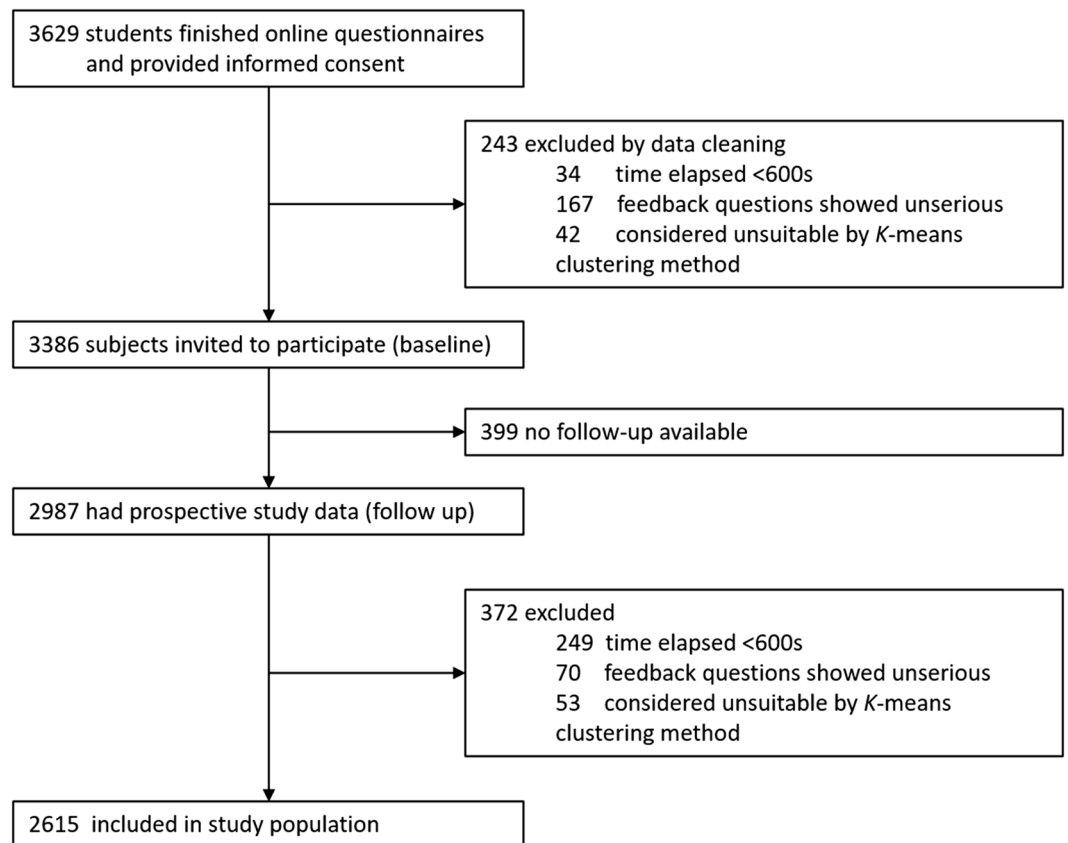 3629 students finished online questionnaires
and provided informed consent
243 excluded by data cleaning
34 time elapsed <600s
167 feedback questions showed unserious
42 considered unsuitable by K-means
clustering method
3386 subjects invited to participate (baseline)
399 no follow-up available
2987 had prospective study data (follow up)
372 excluded
249 time elapsed <600s
70 feedback questions showed unserious
53 considered unsuitable by K-means
clustering method
2615 included in study population